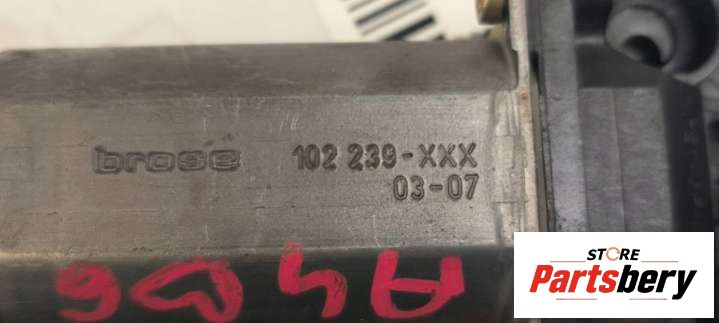 brose 102 239-XXX
03-07
STORE
Partsbery